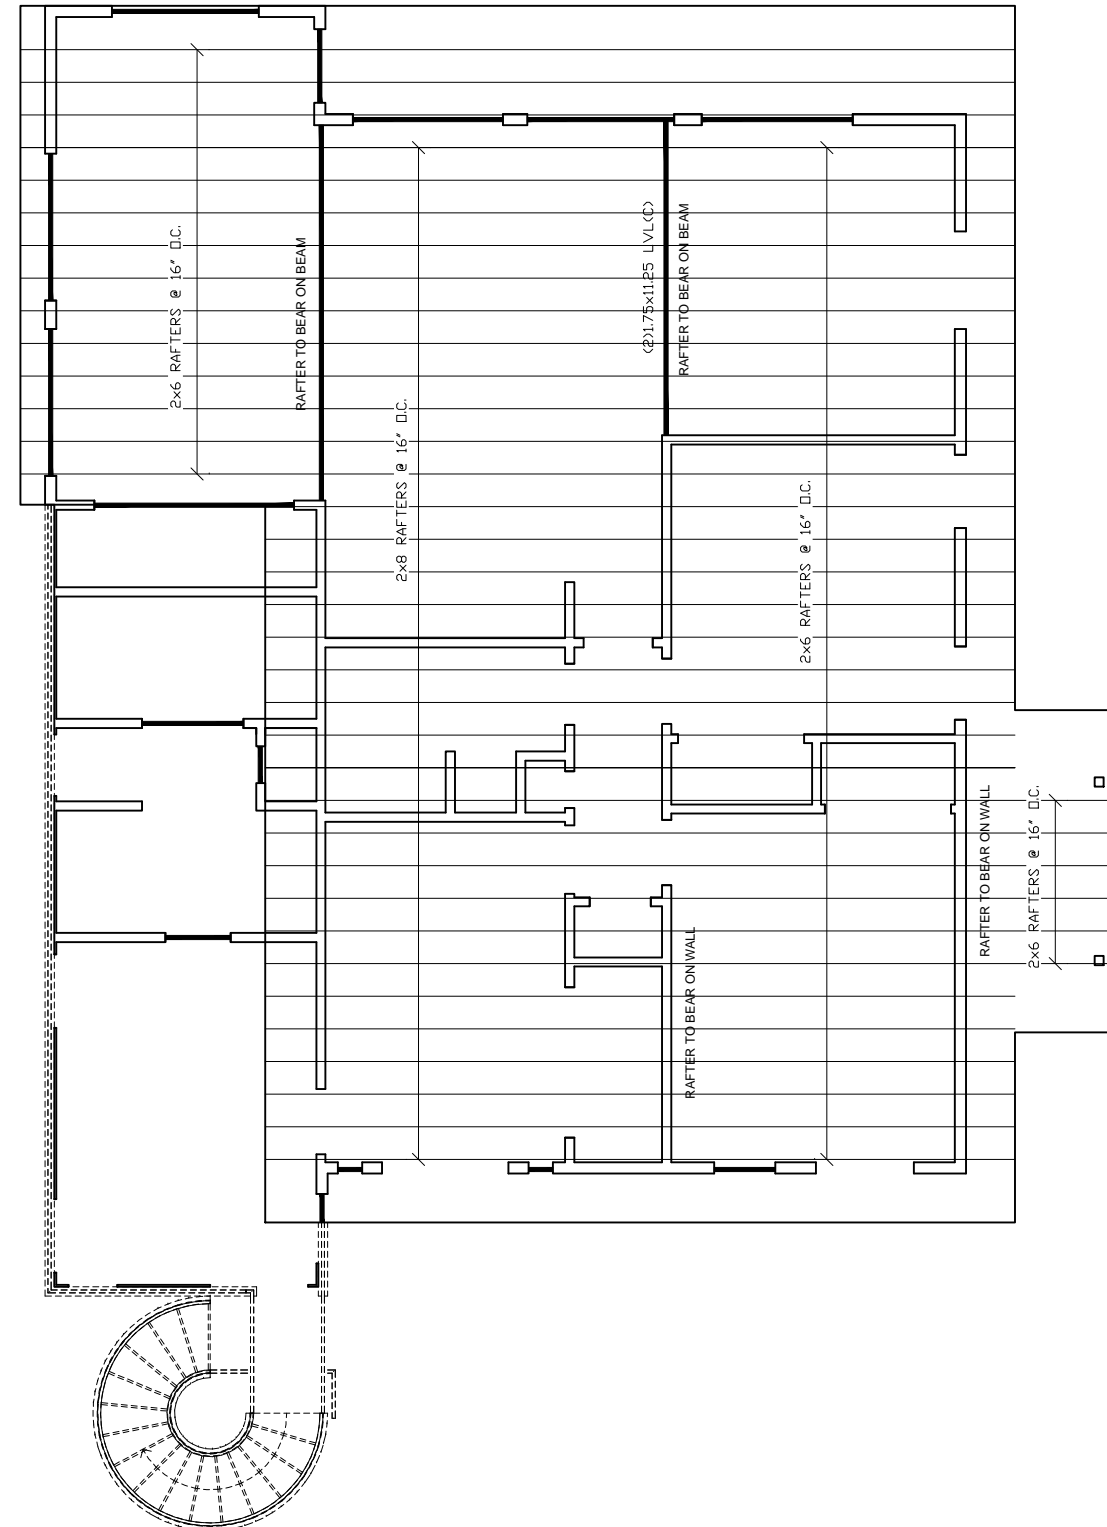 2x6 RAFTERS @ 16" O.C.
RAFTER TO BEAR ON BEAM
2x8 RAFTERS @ 16" O.C.
(2)1.75x11.25 LVL(C)
RAFTER TO BEAR ON BEAM
2x6 RAFTERS @ 16" O.C.
RAFTER TO BEAR ON WALL
RAFTER TO BEAR ON WALL
2x6 RAFTERS @ 16" O.C.